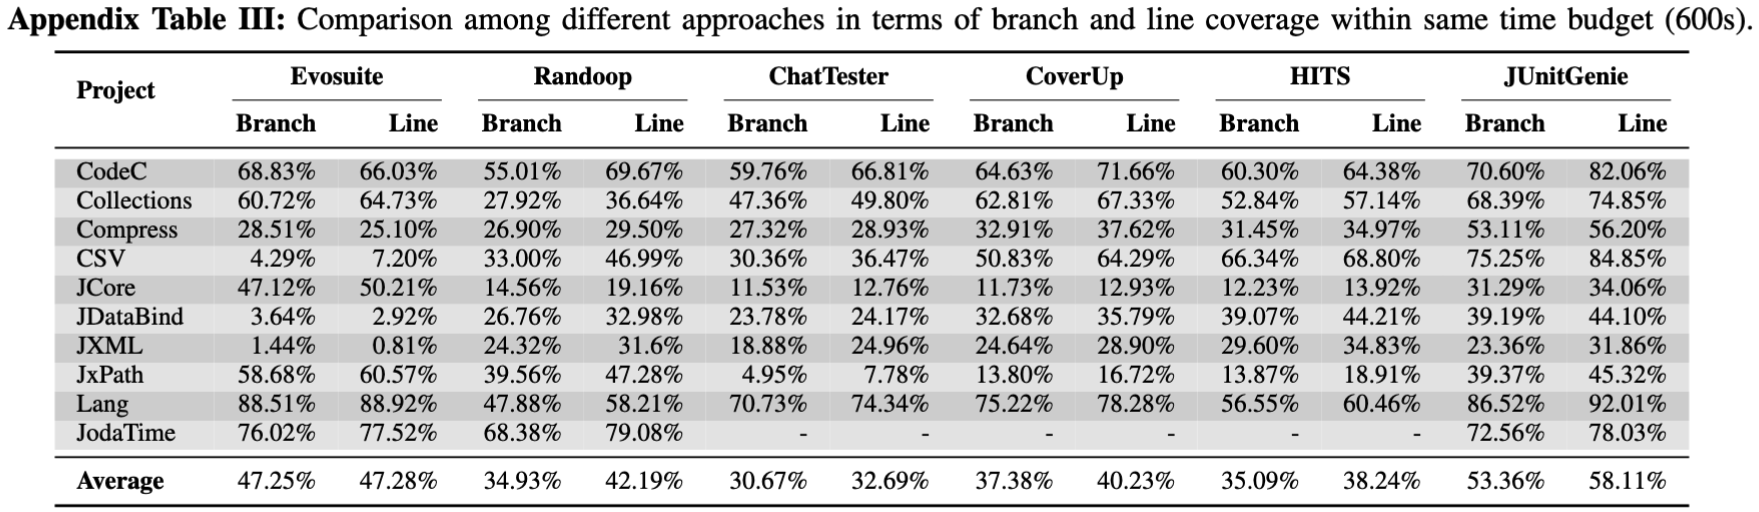 Appendix Table III: Comparison among different approaches in terms of branch and line coverage within same time budget (600s).
Project Evosuite Randoop ChatTester CoverUp HITS JUnitGenie
Branch Line Branch Line Branch Line Branch Line Branch Line Branch Line
CodeC 68.83% 66.03% 55.01% 69.67% 59.76% 66.81% 64.63% 71.66% 60.30% 64.38% 70.60% 82.06%
Collections 60.72% 64.73% 27.92% 36.64% 47.36% 49.80% 62.81% 67.33% 52.84% 57.14% 68.39% 74.85%
Compress 28.51% 25.10% 26.90% 29.50% 27.32% 28.93% 32.91% 37.62% 31.45% 34.97% 53.11% 56.20%
CSV 4.29% 7.20% 33.00% 46.99% 30.36% 36.47% 50.83% 64.29% 66.34% 68.80% 75.25% 84.85%
JCore 47.12% 50.21% 14.56% 19.16% 11.53% 12.76% 11.73% 12.93% 12.23% 13.92% 31.29% 34.06%
JDataBind 3.64% 2.92% 26.76% 32.98% 23.78% 24.17% 32.68% 35.79% 39.07% 44.21% 39.19% 44.10%
JXML 1.44% 0.81% 24.32% 31.6% 18.88% 24.96% 24.64% 28.90% 29.60% 34.83% 23.36% 31.86%
JxPath 58.68% 60.57% 39.56% 47.28% 4.95% 7.78% 13.80% 16.72% 13.87% 18.91% 39.37% 45.32%
Lang 88.51% 88.92% 47.88% 58.21% 70.73% 74.34% 75.22% 78.28% 56.55% 60.46% 86.52% 92.01%
JodaTime 76.02% 77.52% 68.38% 79.08% - - - - - - 72.56% 78.03%
Average 47.25% 47.28% 34.93% 42.19% 30.67% 32.69% 37.38% 40.23% 35.09% 38.24% 53.36% 58.11%